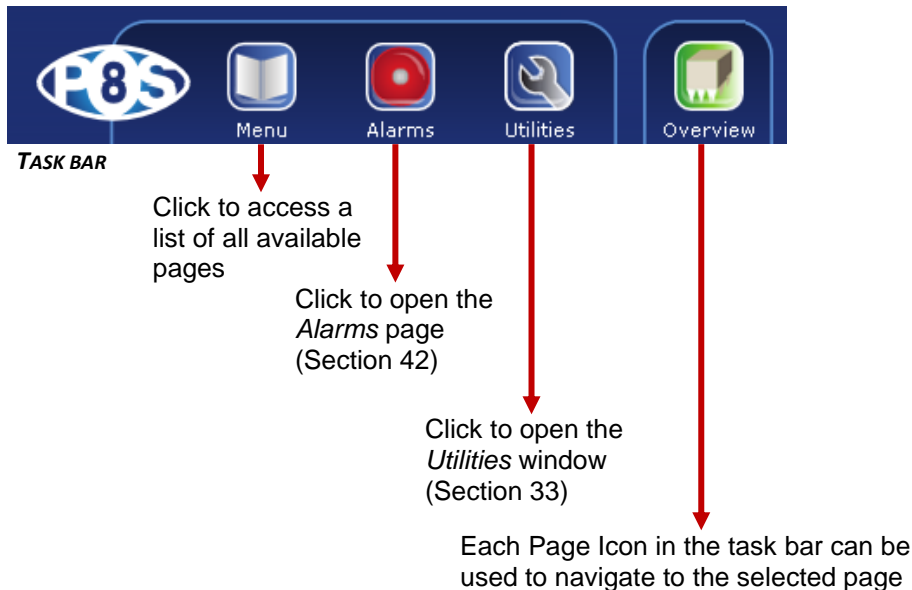 P8S
Menu
Alarms
Utilities
Overview
TASK BAR
Click to access a
list of all available
pages
Click to open the
Alarms page
(Section 42)
Click to open the
Utilities window
(Section 33)
Each Page Icon in the task bar can be
used to navigate to the selected page